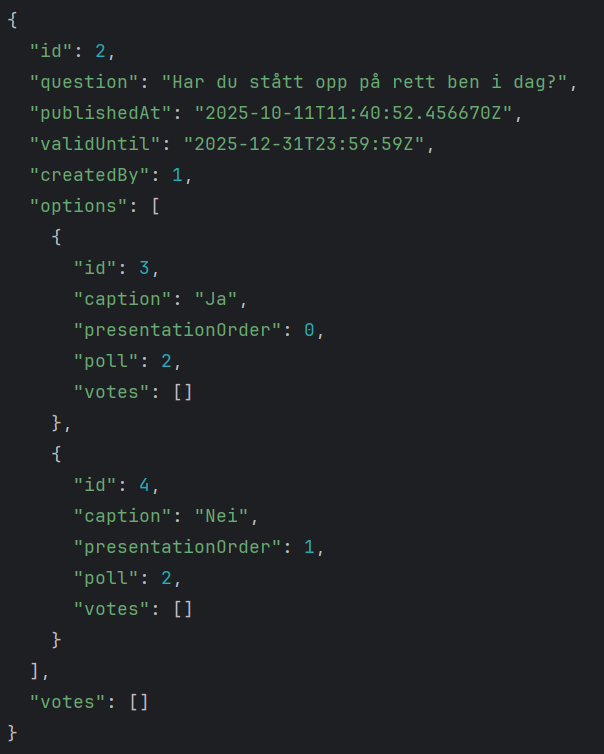 {
  "id": 2,
  "question": "Har du stått opp på rett ben i dag?",
  "publishedAt": "2025-10-11T11:40:52.456670Z",
  "validUntil": "2025-12-31T23:59:59Z",
  "createdBy": 1,
  "options": [
    {
      "id": 3,
      "caption": "Ja",
      "presentationOrder": 0,
      "poll": 2,
      "votes": []
    },
    {
      "id": 4,
      "caption": "Nei",
      "presentationOrder": 1,
      "poll": 2,
      "votes": []
    }
  ],
  "votes": []
}